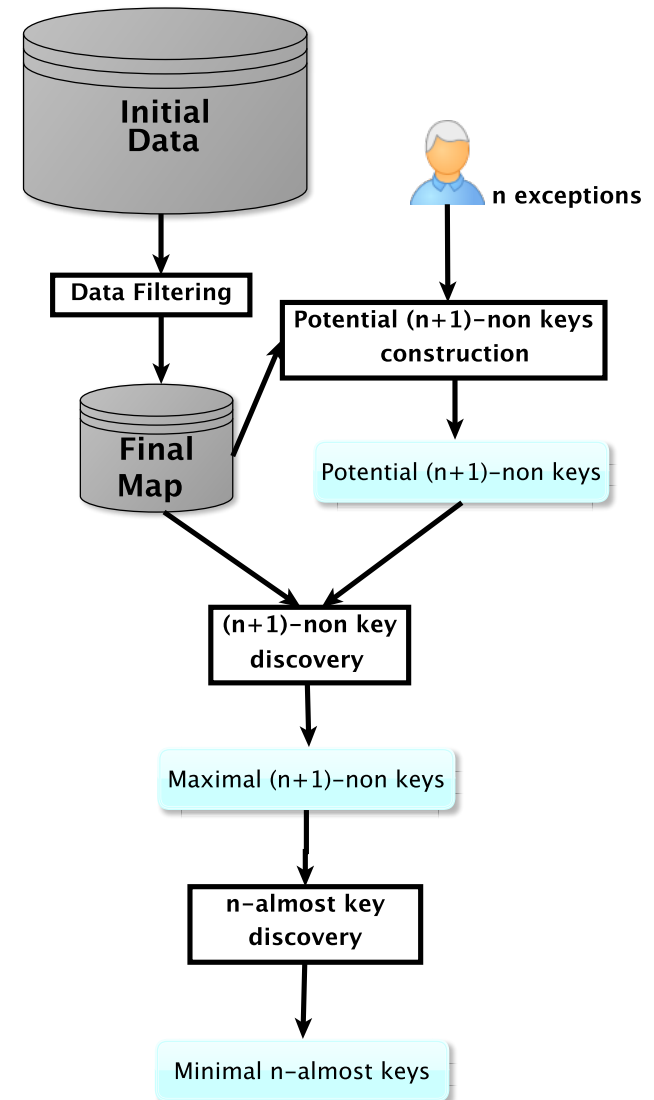 Initial
Data
n exceptions
Data Filtering
Potential (n+1)-non keys
construction
Final
Map
Potential (n+1)-non keys
(n+1)-non key
discovery
Maximal (n+1)-non keys
n-almost key
discovery
Minimal n-almost keys